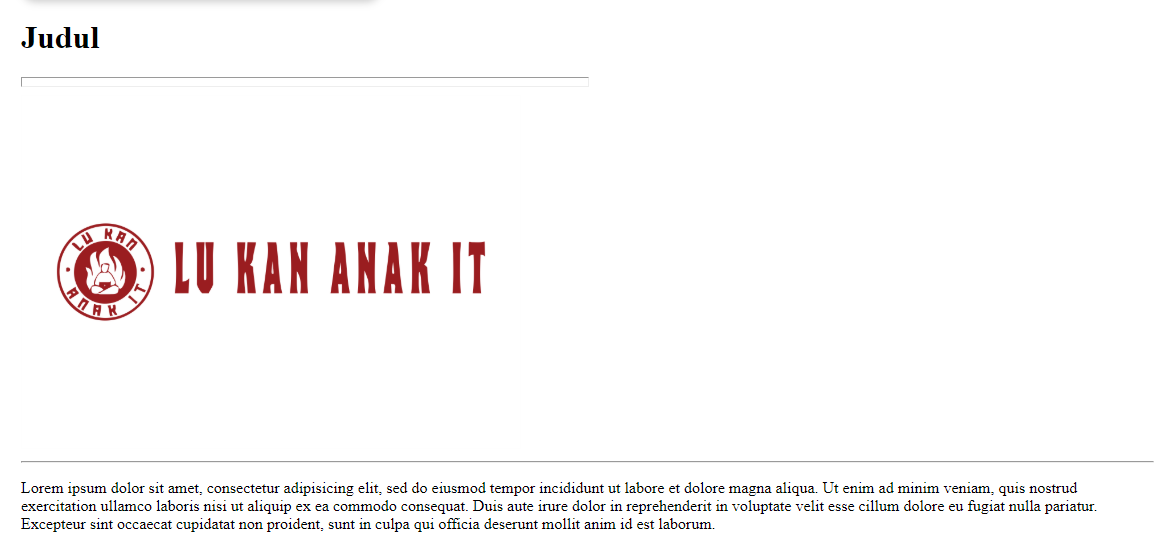 Judul
LU KAN
ANAK IT
LU KAN ANAK IT
Lorem ipsum dolor sit amet, consectetur adipisicing elit, sed do eiusmod tempor incididunt ut labore et dolore magna aliqua. Ut enim ad minim veniam, quis nostrud
exercitation ullamco laboris nisi ut aliquip ex ea commodo consequat. Duis aute irure dolor in reprehenderit in voluptate velit esse cillum dolore eu fugiat nulla pariatur.
Excepteur sint occaecat cupidatat non proident, sunt in culpa qui officia deserunt mollit anim id est laborum.